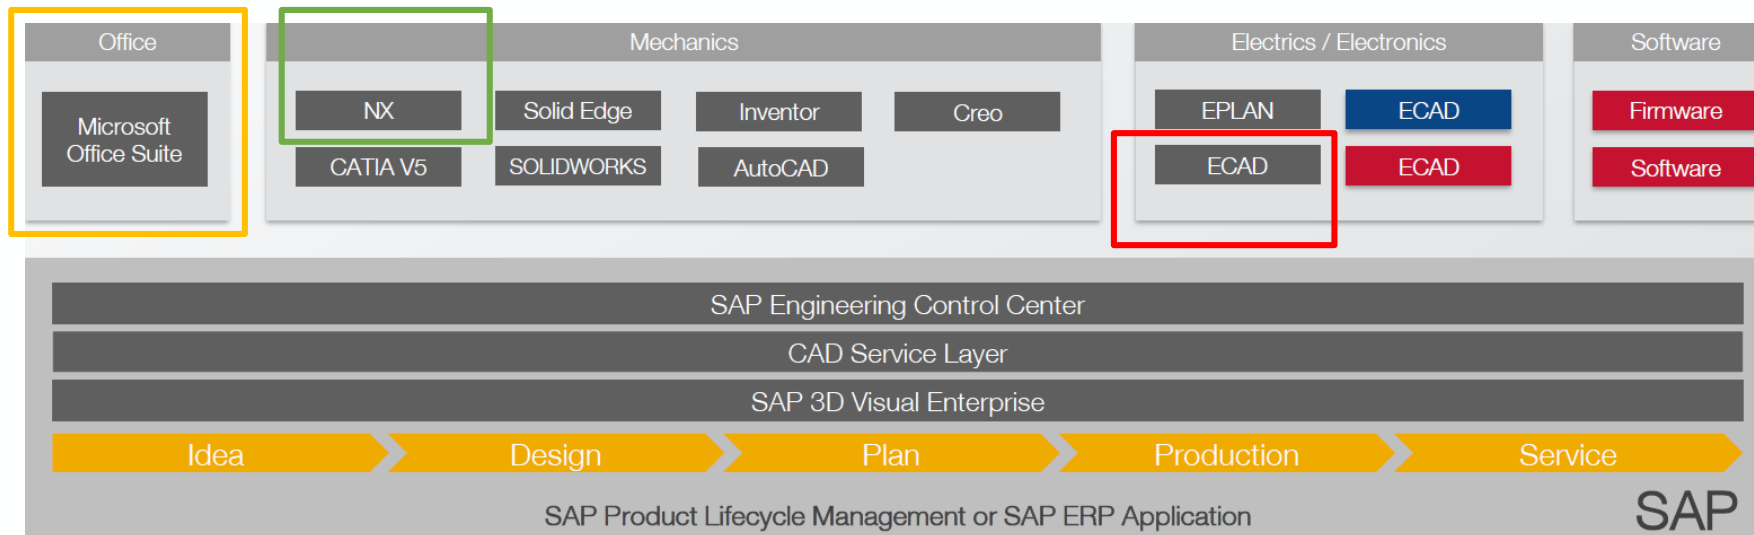 Office
Mechanics
Electrics / Electronics
Software
Microsoft
Office Suite
NX
Solid Edge
Inventor
Creo
CATIA V5
SOLIDWORKS
AutoCAD
EPLAN
ECAD
ECAD
ECAD
Firmware
Software
SAP Engineering Control Center
CAD Service Layer
SAP 3D Visual Enterprise
Idea
Design
Plan
Production
Service
SAP Product Lifecycle Management or SAP ERP Application
SAP